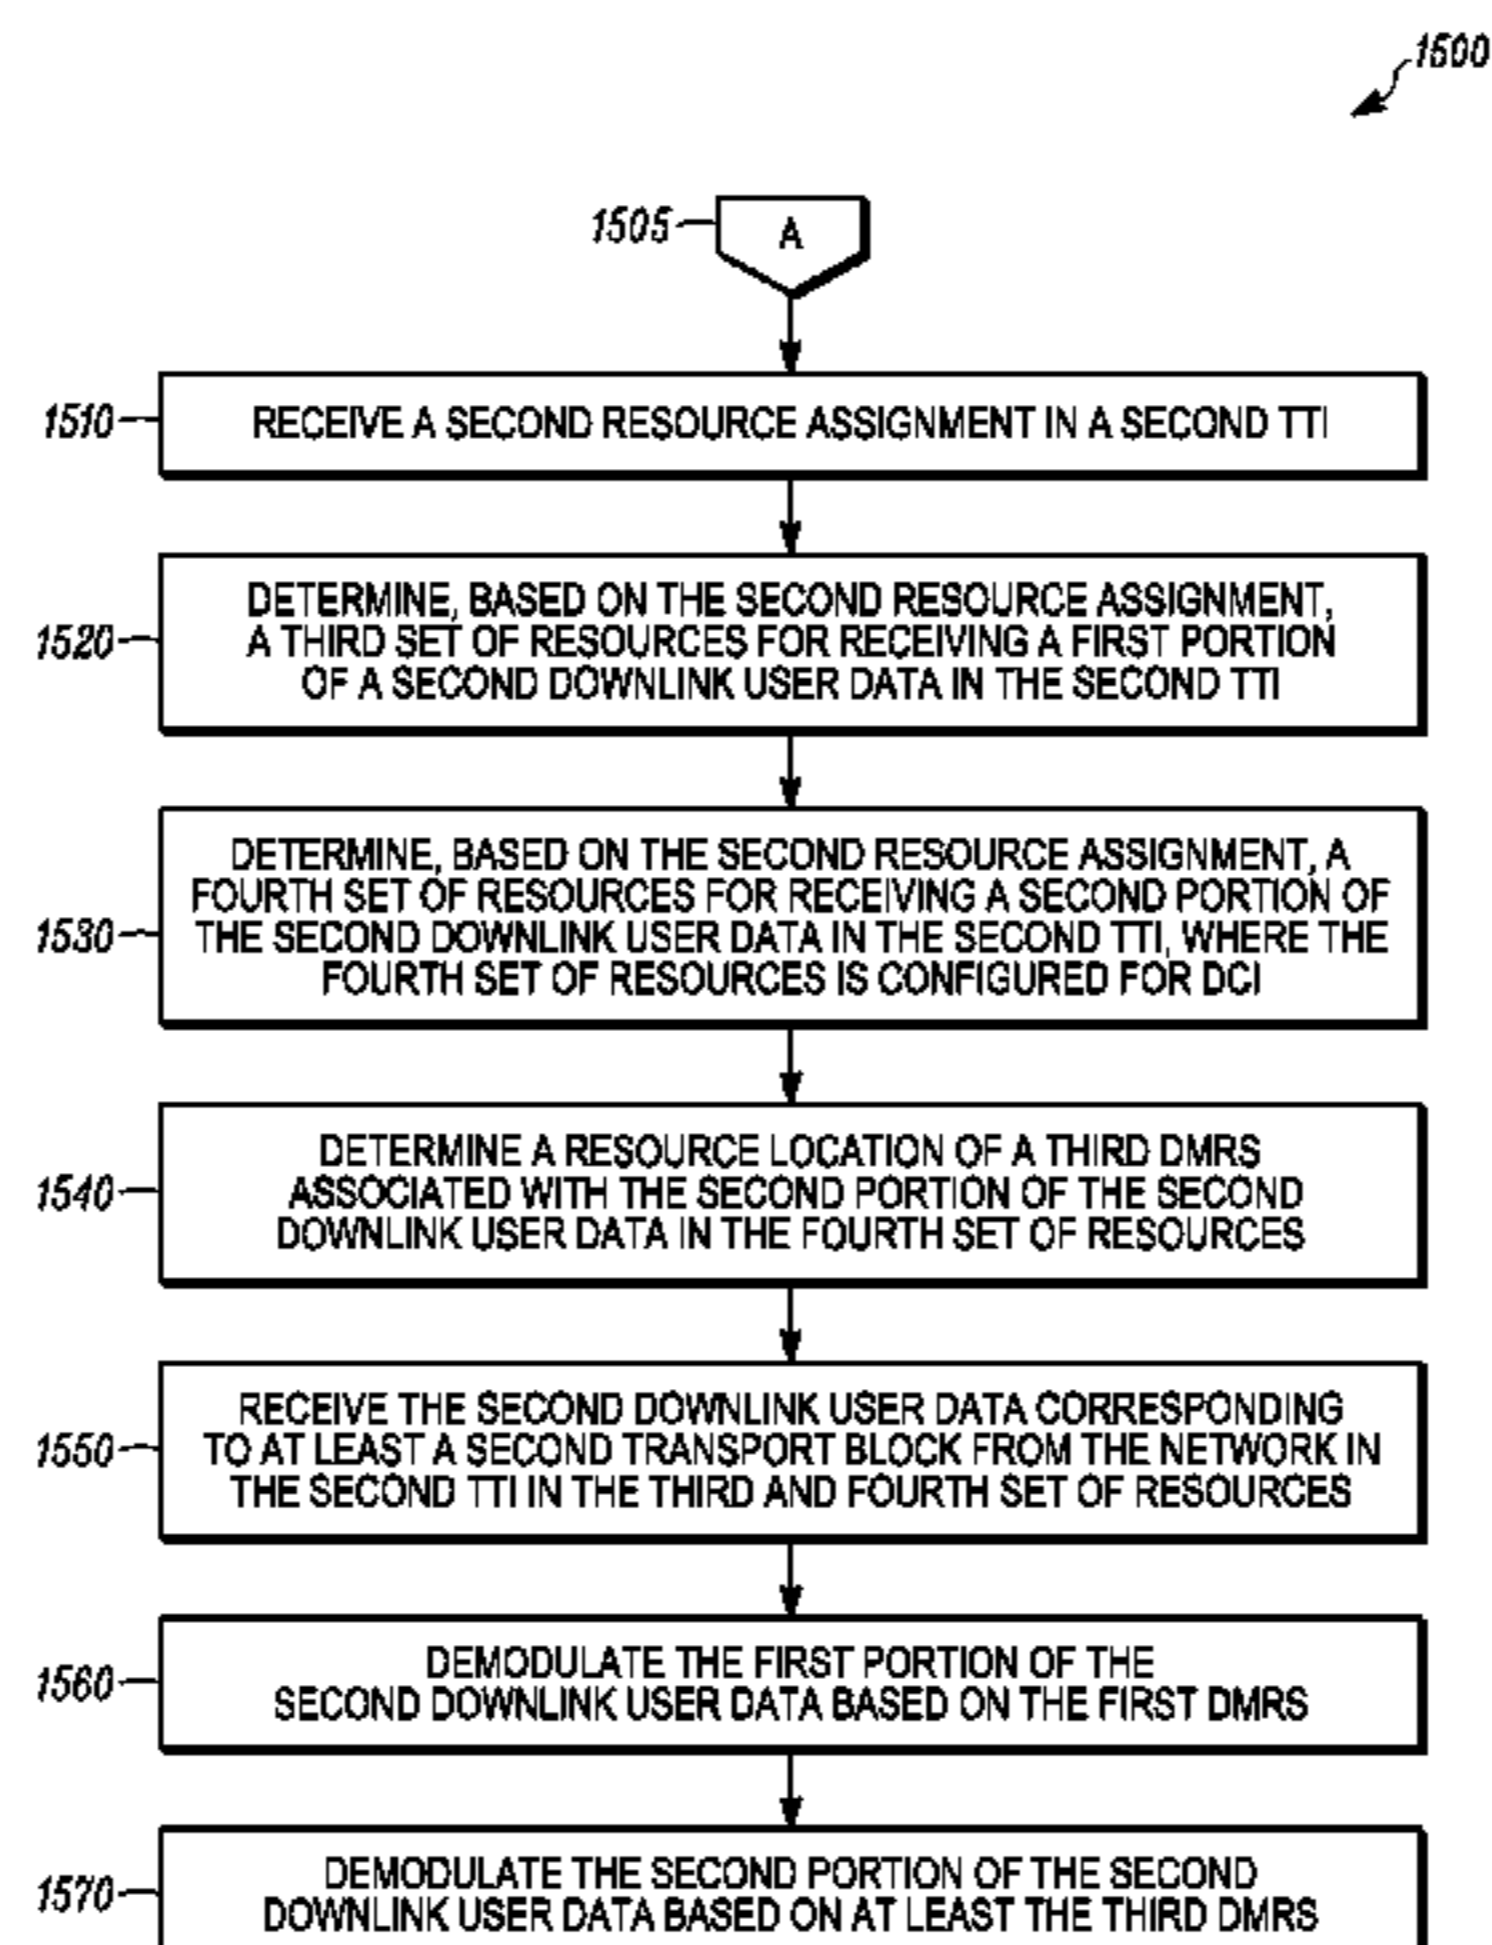 1500
1505
A
1510
RECEIVE A SECOND RESOURCE ASSIGNMENT IN A SECOND TTI
1520
DETERMINE, BASED ON THE SECOND RESOURCE ASSIGNMENT,
A THIRD SET OF RESOURCES FOR RECEIVING A FIRST PORTION
OF A SECOND DOWNLINK USER DATA IN THE SECOND TTI
1530
DETERMINE, BASED ON THE SECOND RESOURCE ASSIGNMENT, A
FOURTH SET OF RESOURCES FOR RECEIVING A SECOND PORTION OF
THE SECOND DOWNLINK USER DATA IN THE SECOND TTI, WHERE THE
FOURTH SET OF RESOURCES IS CONFIGURED FOR DCI
1540
DETERMINE A RESOURCE LOCATION OF A THIRD DMRS
ASSOCIATED WITH THE SECOND PORTION OF THE SECOND
DOWNLINK USER DATA IN THE FOURTH SET OF RESOURCES
1550
RECEIVE THE SECOND DOWNLINK USER DATA CORRESPONDING
TO AT LEAST A SECOND TRANSPORT BLOCK FROM THE NETWORK IN
THE SECOND TTI IN THE THIRD AND FOURTH SET OF RESOURCES
1560
DEMODULATE THE FIRST PORTION OF THE
SECOND DOWNLINK USER DATA BASED ON THE FIRST DMRS
1570
DEMODULATE THE SECOND PORTION OF THE SECOND
DOWNLINK USER DATA BASED ON AT LEAST THE THIRD DMRS